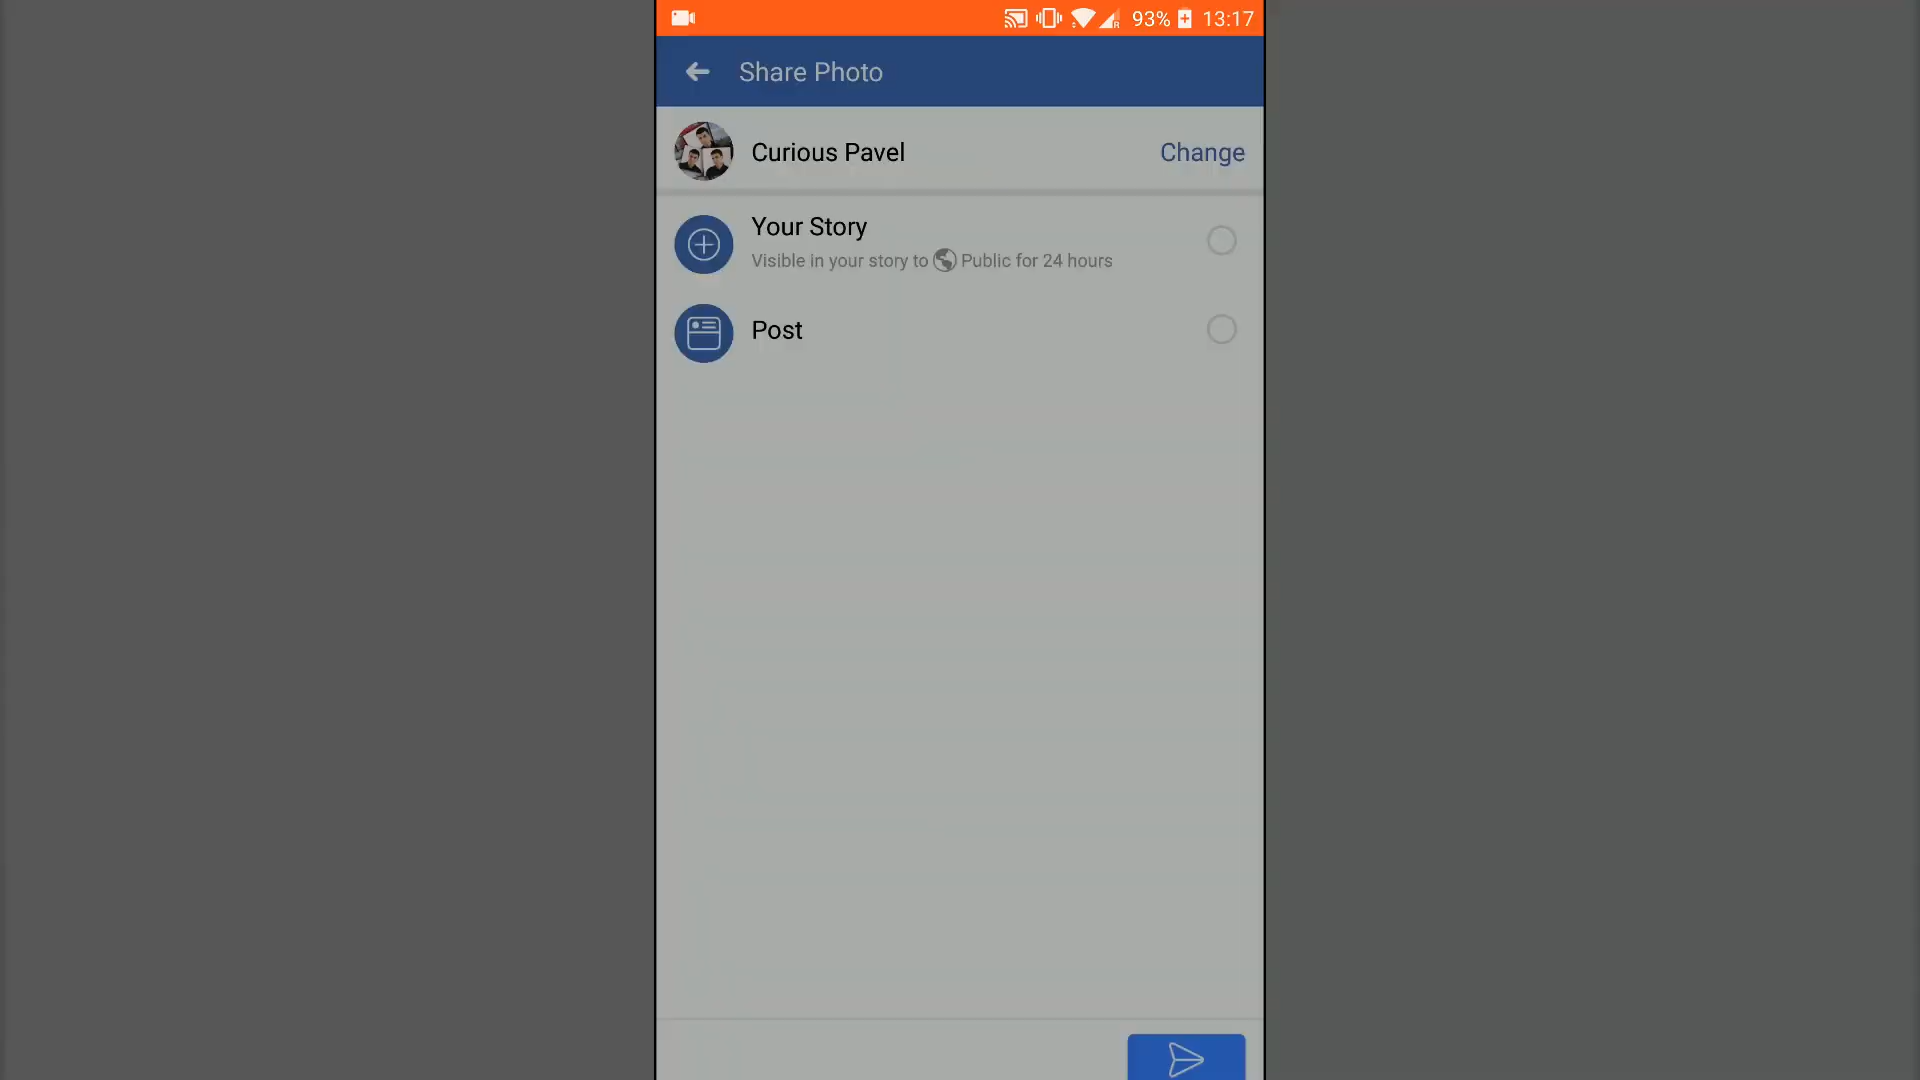 93% 13:17
Share Photo
Curious Pavel
Change
Your Story
Visible in your story to Public for 24 hours
Post